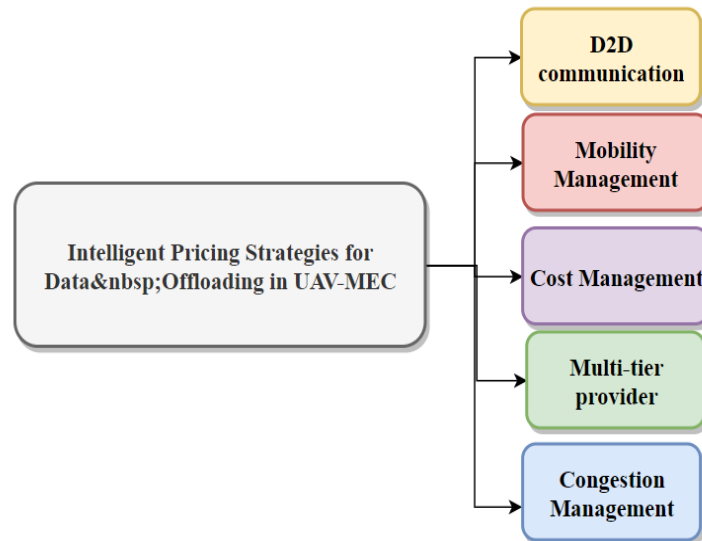 Intelligent Pricing Strategies for
Data&nbsp;Offloading in UAV-MEC
D2D
communication
Mobility
Management
Cost Management
Multi-tier
provider
Congestion
Management